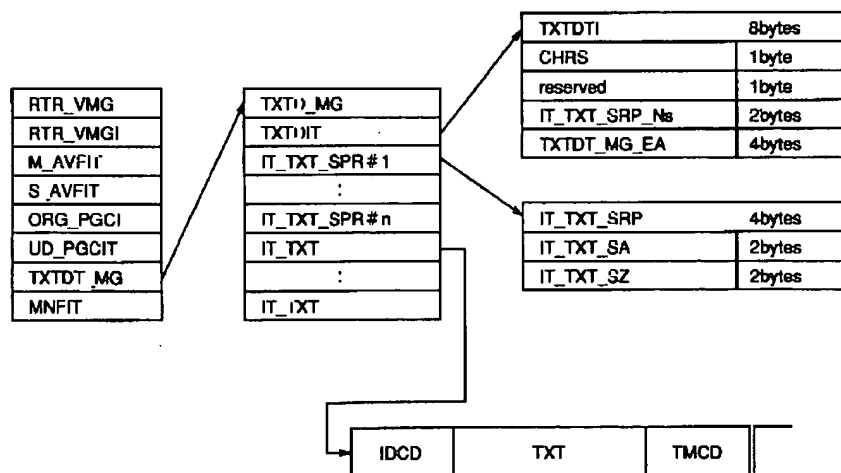 RTR_VMG
RTR_VMGI
M_AVFIT
S_AVFIT
ORG_PGCI
UD_PGCIT
TXTDT_MG
MNFIT
TXTD_MG
TXTDIT
IT_TXT_SPR#1
:
IT_TXT_SPR#n
IT_TXT
:
IT_TXT
TXTDTI 8bytes
CHRS 1byte
reserved 1byte
IT_TXT_SRP_Ns 2bytes
TXTDT_MG_EA 4bytes
IT_TXT_SRP 4bytes
IT_TXT_SA 2bytes
IT_TXT_SZ 2bytes
IDCD TXT TMCD